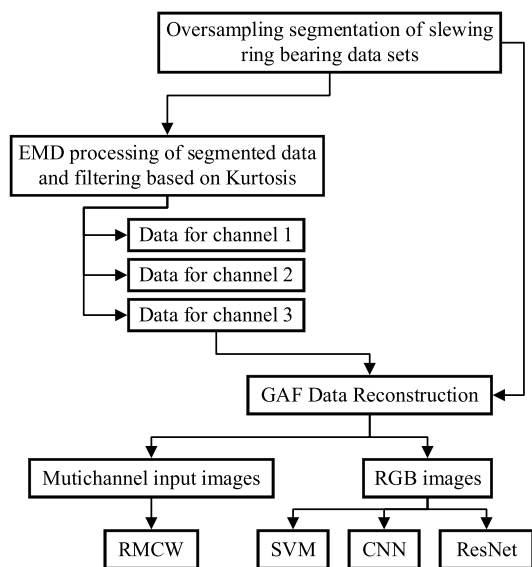 Oversampling segmentation of slewing
ring bearing data sets
EMD processing of segmented data
and filtering based on Kurtosis
Data for channel 1
Data for channel 2
Data for channel 3
GAF Data Reconstruction
Mutichannel input images
RGB images
RMCW
SVM
CNN
ResNet